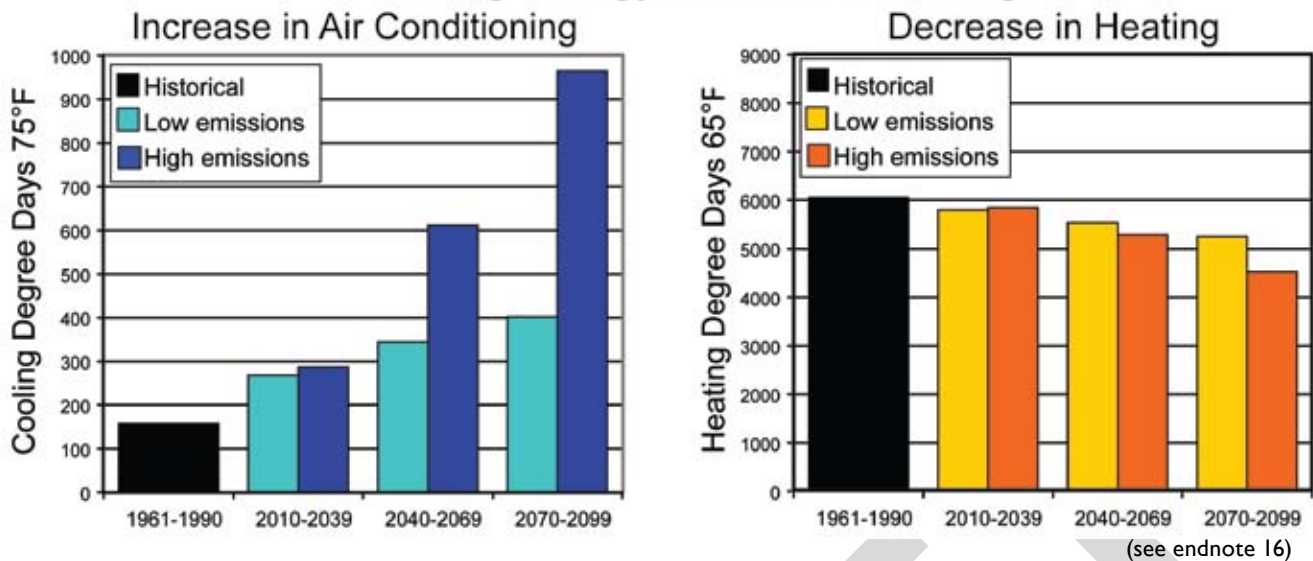 Increase in Air Conditioning
Cooling Degree Days 75°F
1000
900
800
700
600
500
400
300
200
100
0
Historical
Low emissions
High emissions
1961-1990 2010-2039 2040-2069 2070-2099
Decrease in Heating
Heating Degree Days 65°F
9000
8000
7000
6000
5000
4000
3000
2000
1000
0
Historical
Low emissions
High emissions
1961-1990 2010-2039 2040-2069 2070-2099
(see endnote 16)